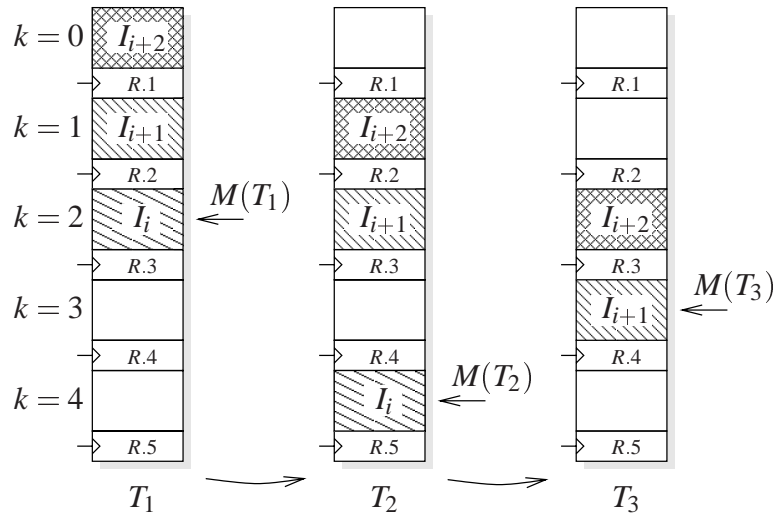 k = 0 I_{i+2}
R.1 R.1 R.1
k = 1 I_{i+1} I_{i+2}
R.2 R.2 R.2
k = 2 I_i M(T_1) I_{i+1} I_{i+2}
R.3 R.3 R.3
k = 3 I_{i+1} M(T_3)
R.4 R.4 R.4
k = 4 I_i M(T_2)
R.5 R.5 R.5
T_1 T_2 T_3